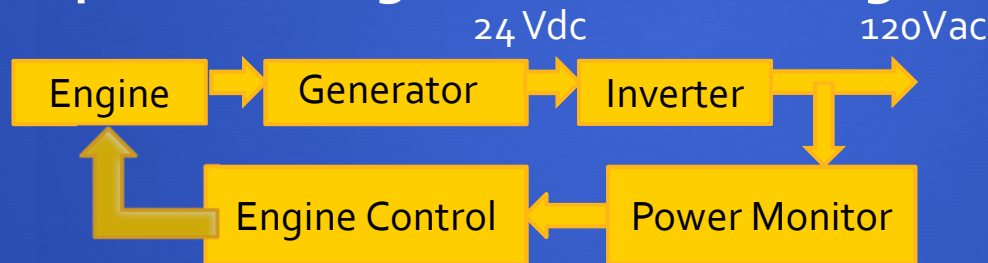 24 Vdc
120Vac
Engine
Generator
Inverter
Engine Control
Power Monitor